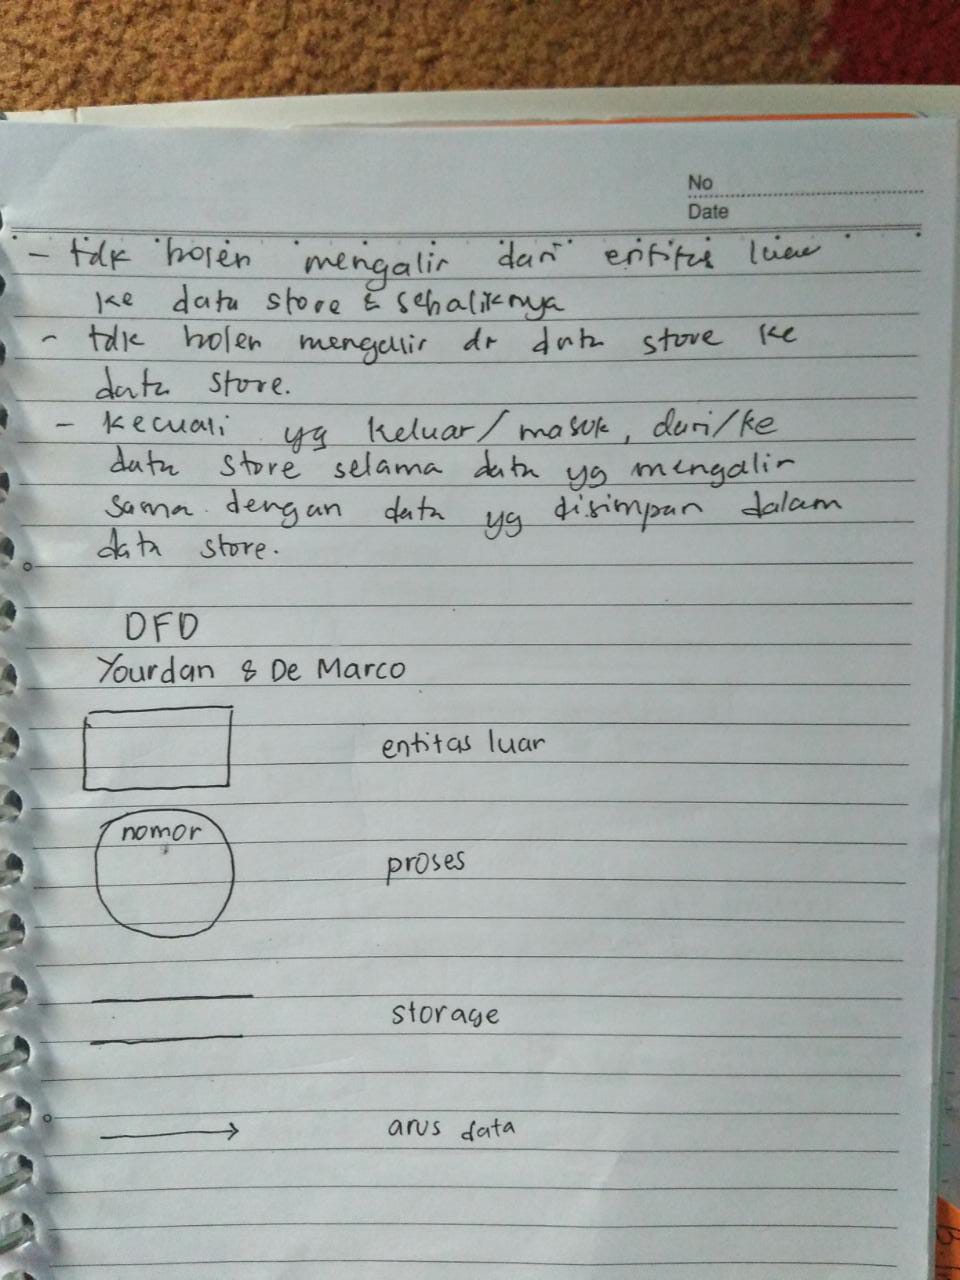 No
Date
- tdk boleh mengalir dari entitas luar
ke data store & sebaliknya
- tdk boleh mengalir dr data store ke
data store.
- kecuali yg keluar/masuk, dari/ke
data store selama data yg mengalir
sama dengan data yg disimpan dalam
data store.
DFD
Yourdan & De Marco
entitas luar
nomor
proses
storage
arus data